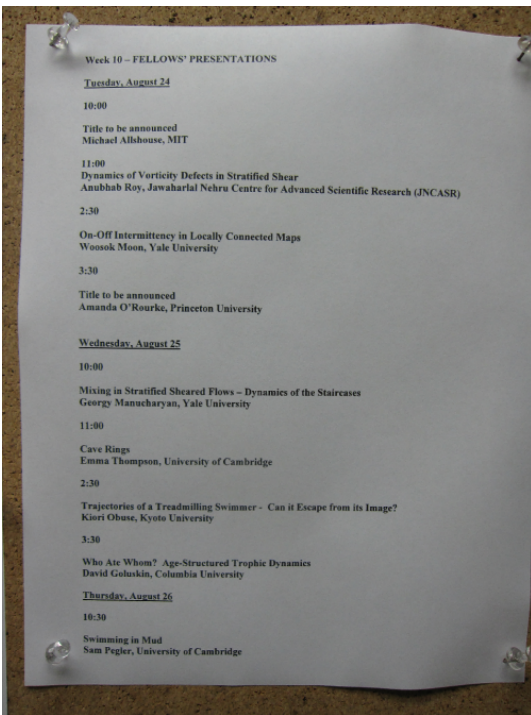 Week 10 – FELLOWS' PRESENTATIONS
Tuesday, August 24
10:00
Title to be announced
Michael Allshouse, MIT
11:00
Dynamics of Vorticity Defects in Stratified Shear
Anubhab Roy, Jawaharlal Nehru Centre for Advanced Scientific Research (JNCASR)
2:30
On-Off Intermittency in Locally Connected Maps
Woosok Moon, Yale University
3:30
Title to be announced
Amanda O'Rourke, Princeton University
Wednesday, August 25
10:00
Mixing in Stratified Sheared Flows – Dynamics of the Staircases
Georgy Manucharyan, Yale University
11:00
Cave Rings
Emma Thompson, University of Cambridge
2:30
Trajectories of a Treadmilling Swimmer - Can it Escape from its Image?
Kiori Obuse, Kyoto University
3:30
Who Ate Whom? Age-Structured Trophic Dynamics
David Goluskin, Columbia University
Thursday, August 26
10:30
Swimming in Mud
Sam Pegler, University of Cambridge